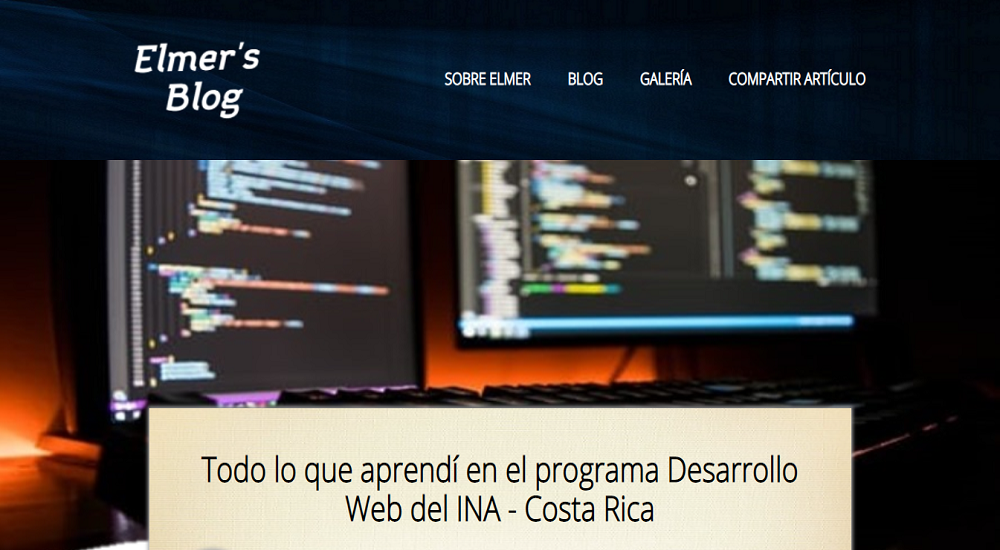 Elmer's
Blog
SOBRE ELMER BLOG GALERÍA COMPARTIR ARTÍCULO
Todo lo que aprendí en el programa Desarrollo
Web del INA - Costa Rica